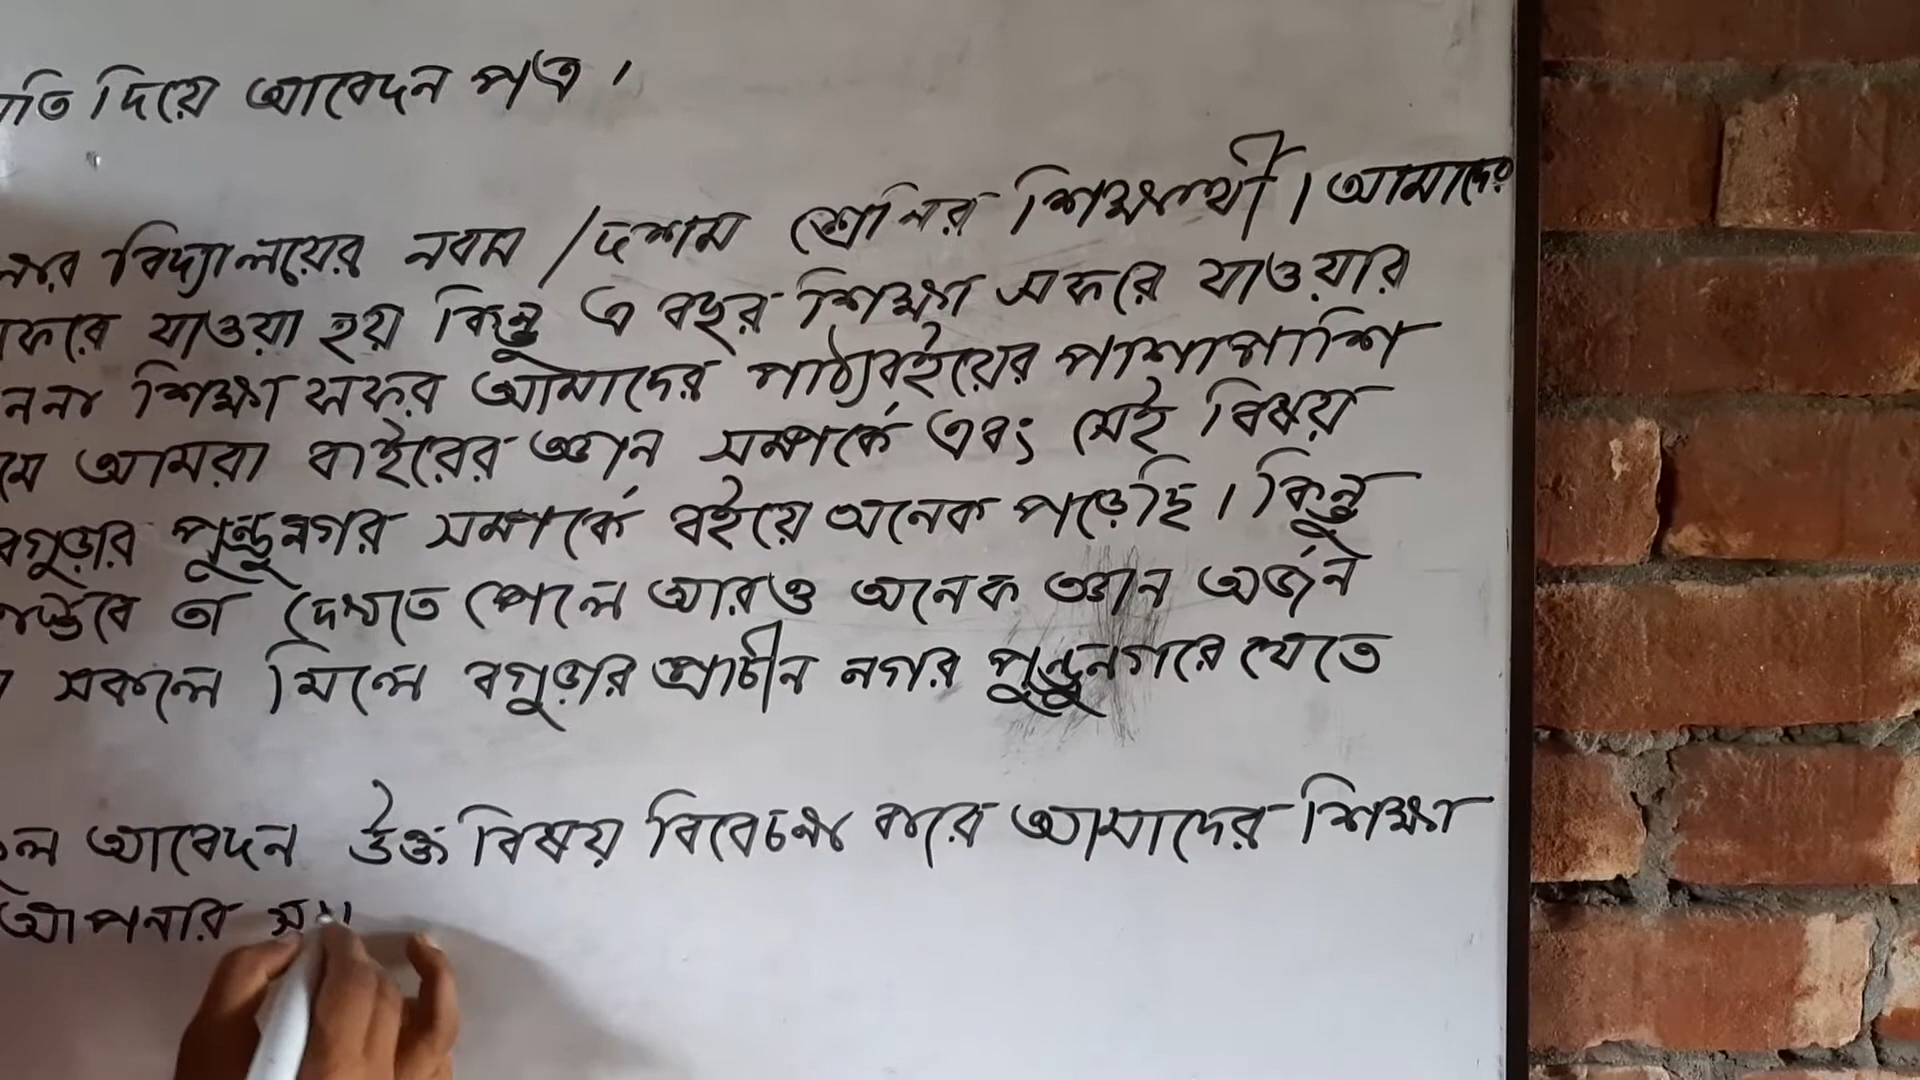 দিয়ে আবেদন পত্র ।
বিদ্যালয়ের নবম / দশম শ্রেনির শিক্ষার্থী । আমাদের
যাওয়া হয় কিন্তু এ বছর শিক্ষা সফরে যাওয়ার
শিক্ষা সফর আমাদের পাঠ্যবইয়ের পাশাপাশি
আমরা বাইরের জ্ঞান সম্পর্কে এবং সেই বিষয়
বগুড়ার পুন্ড্রনগর সম্পর্কে বইয়ে অনেক পড়েছি । কিন্তু
তা দেখতে পেলে আরও অনেক জ্ঞান অর্জন
সকলে মিলে বগুড়ার প্রাচীন নগর পুন্ড্রনগরে যেতে
আবেদন উক্ত বিষয় বিবেচনা করে আমাদের শিক্ষা
আপনার